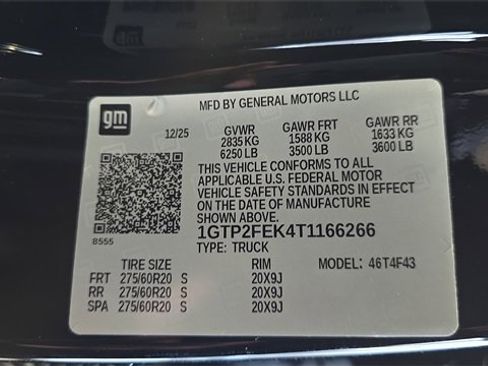 gm
MFD BY GENERAL MOTORS LLC
12/25 GVWR GAWR FRT GAWR RR
2835 KG 1588 KG 1633 KG
6250 LB 3500 LB 3600 LB
THIS VEHICLE CONFORMS TO ALL
APPLICABLE U.S. FEDERAL MOTOR
VEHICLE SAFETY STANDARDS IN EFFECT
ON THE DATE OF MANUFACTURE
SHOWN ABOVE.
8555 1GTP2FEK4T1166266
TYPE: TRUCK
TIRE SIZE RIM MODEL: 46T4F43
FRT 275/60R20 S 20X9J
RR 275/60R20 S 20X9J
SPA 275/60R20 S 20X9J